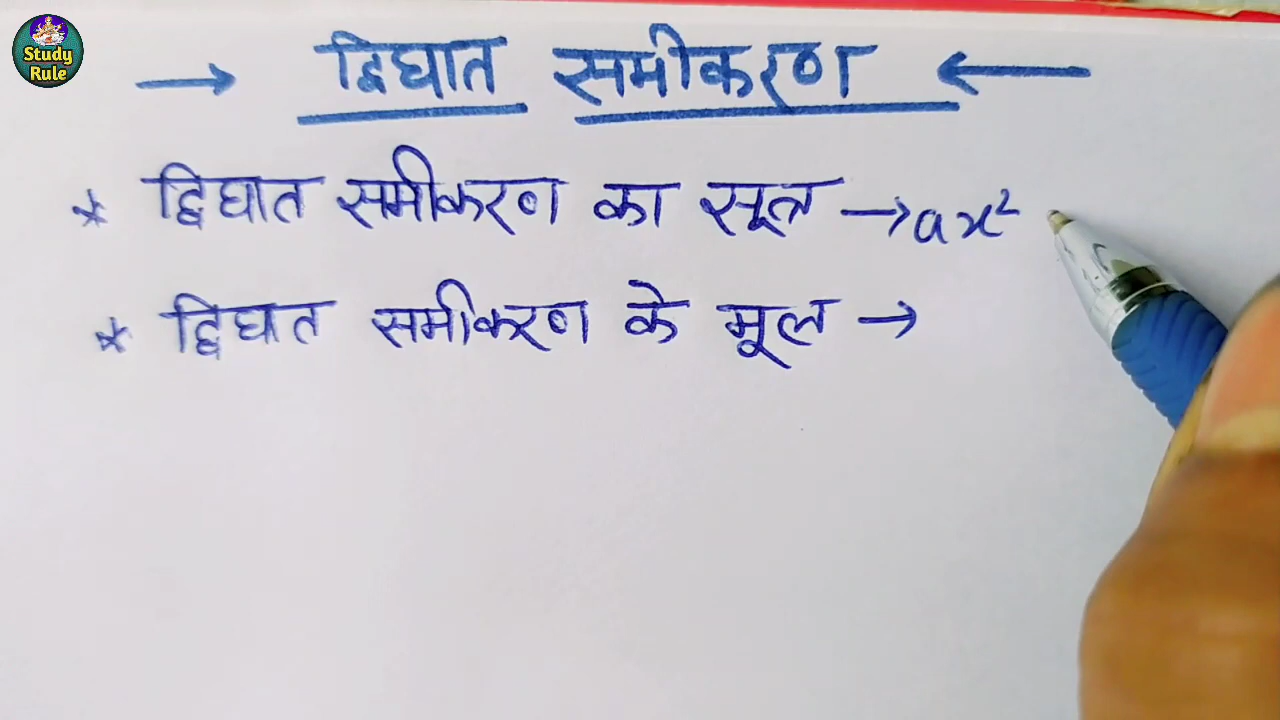 Study
Rule
→ द्विघात समीकरण ←
* द्विघात समीकरण का सूत्र → ax²
* द्विघात समीकरण के मूल →